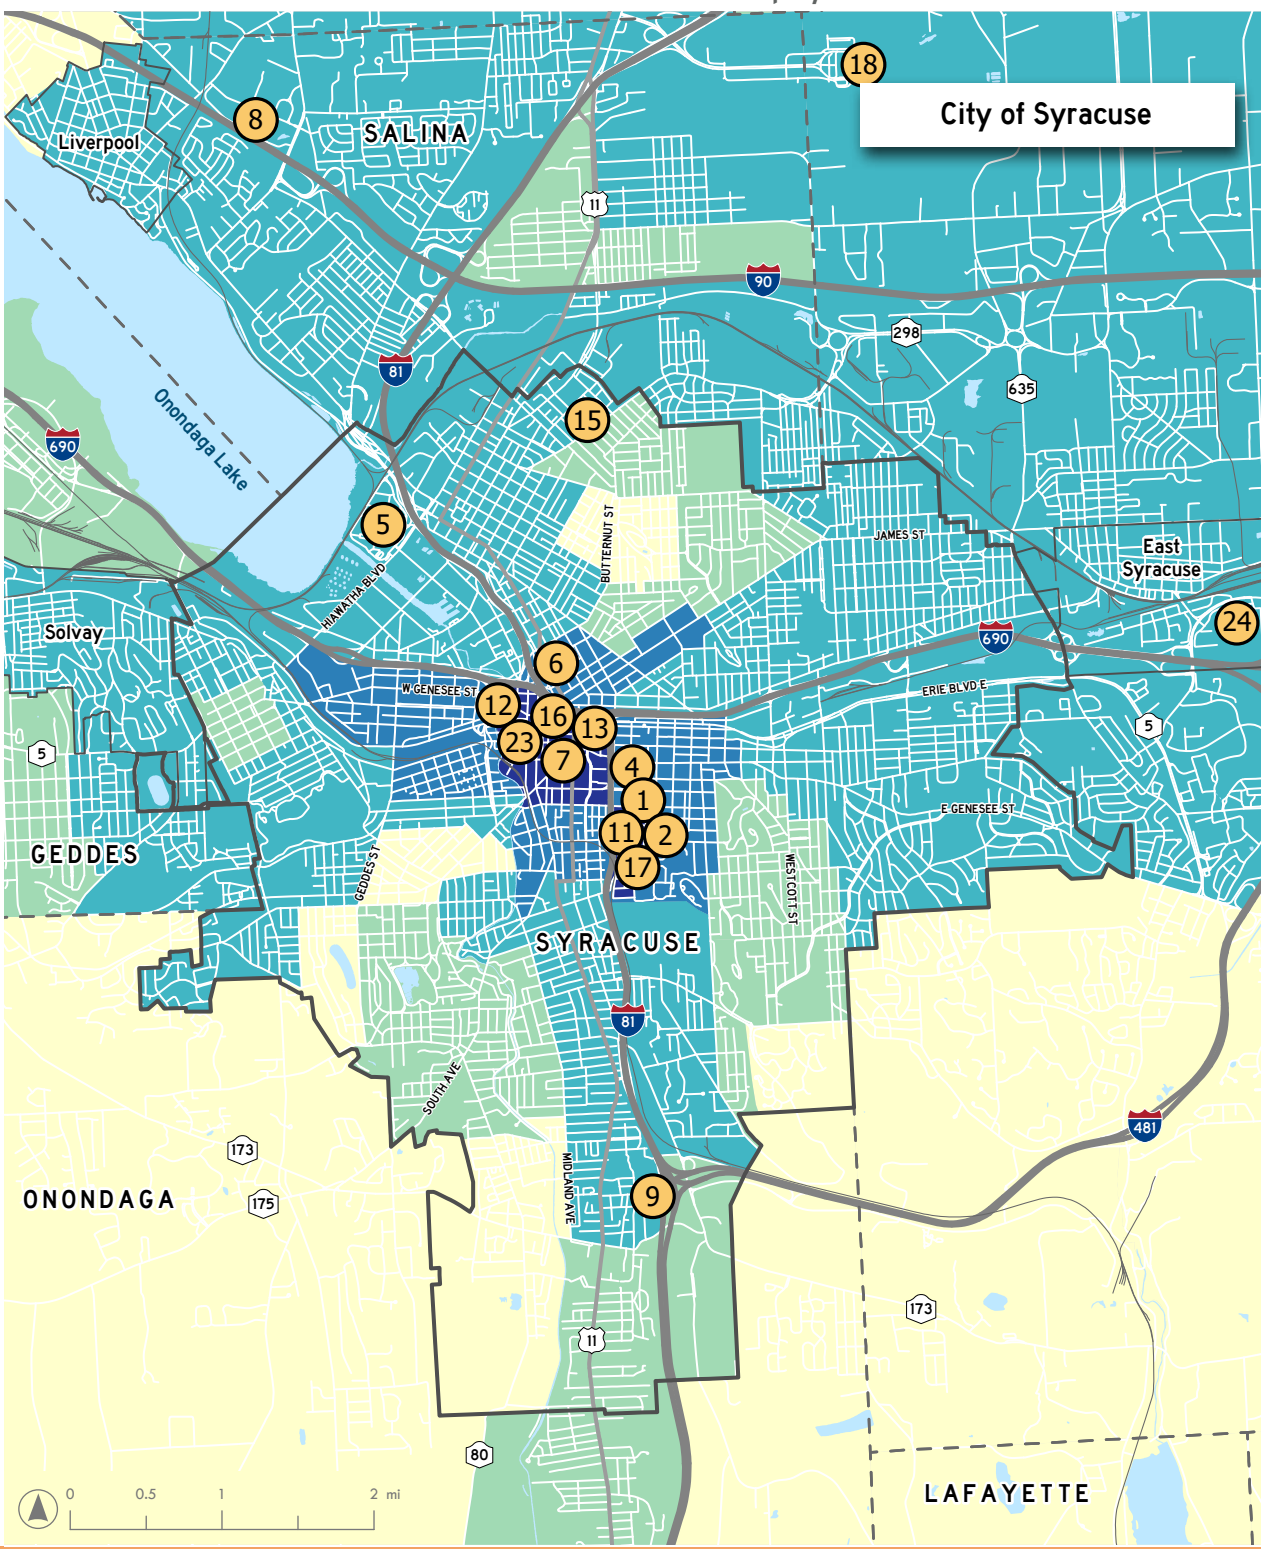 18
City of Syracuse
8
SALINA
Liverpool
11
90
298
81
635
Onondaga Lake
15
690
5
BUTTERNUT ST
JAMES ST
East
Syracuse
HIAWATHA BLVD
Solvay
24
690
6
W GENESEE ST
ERIE BLVD E
12
16
13
5
5
23
7
4
1
E GENESEE ST
11
2
GEDDES
17
GEDDES ST
WESTCOTT ST
SYRACUSE
81
SOUTH AVE
481
173
MIDLAND AVE
ONONDAGA
175
9
173
11
80
LAFAYETTE
0 0.5 1 2 mi